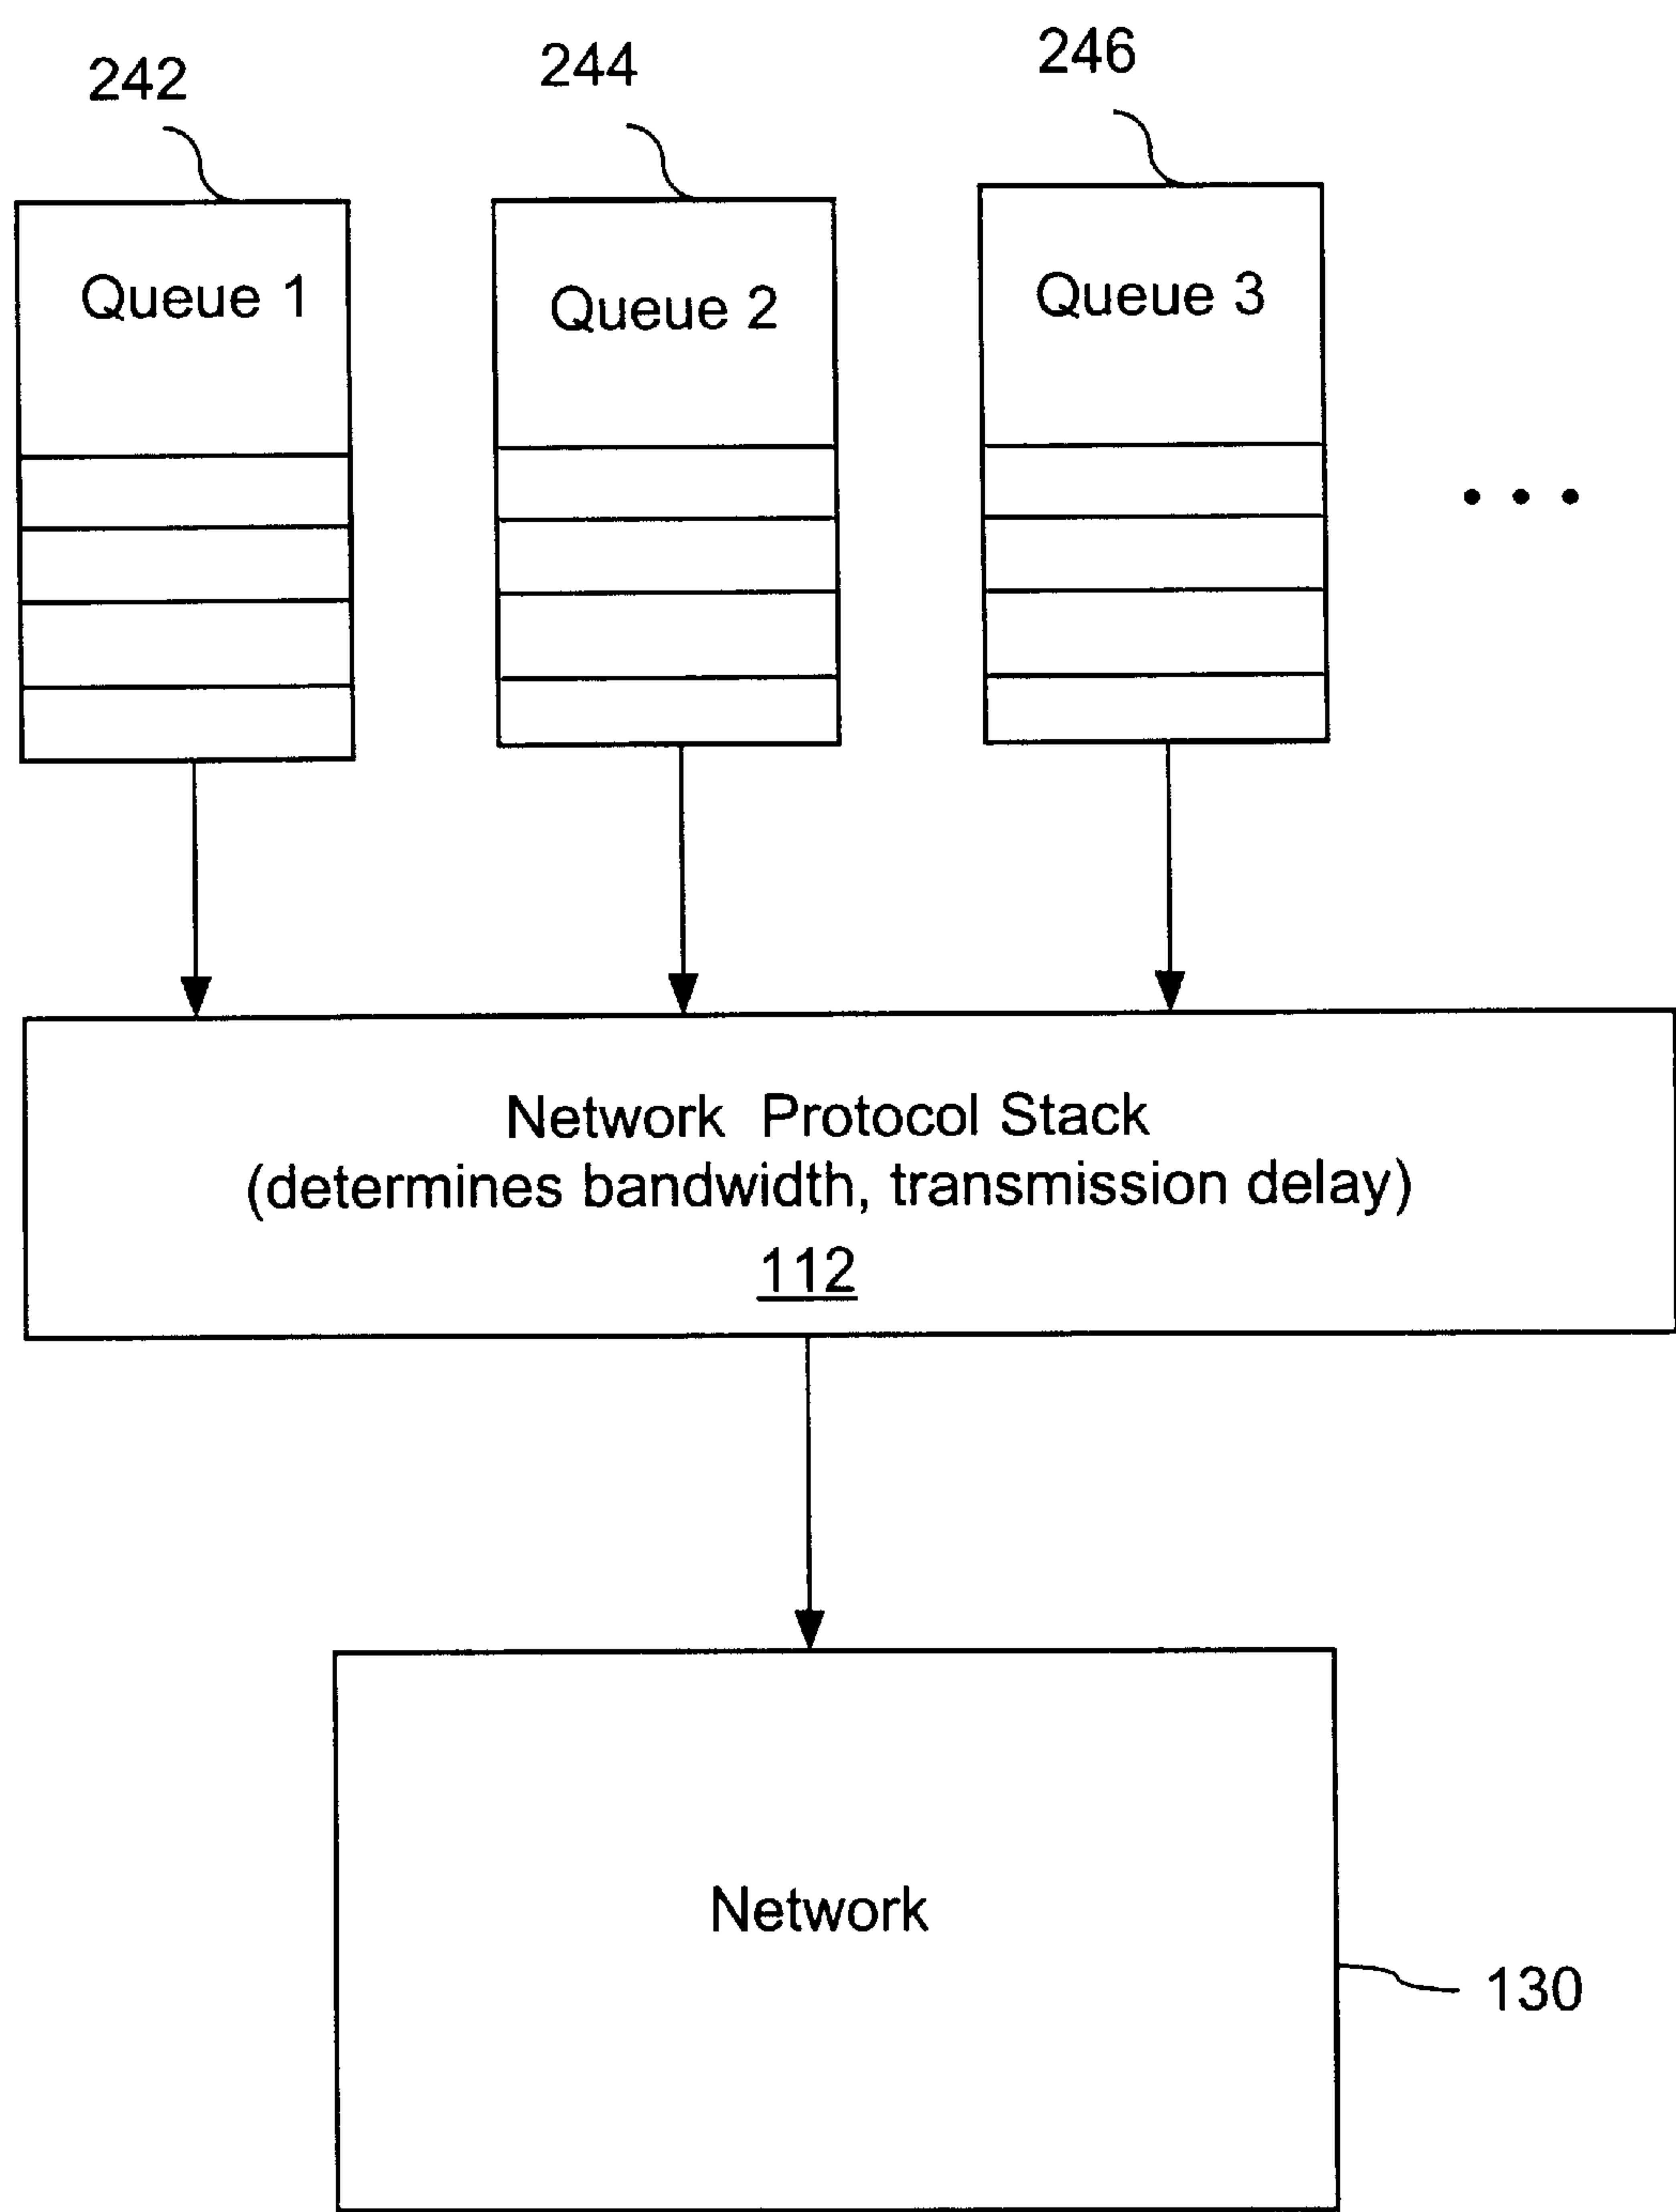 242
244
246
Queue 1
Queue 2
Queue 3
. . .
Network Protocol Stack
(determines bandwidth, transmission delay)
112
Network
130